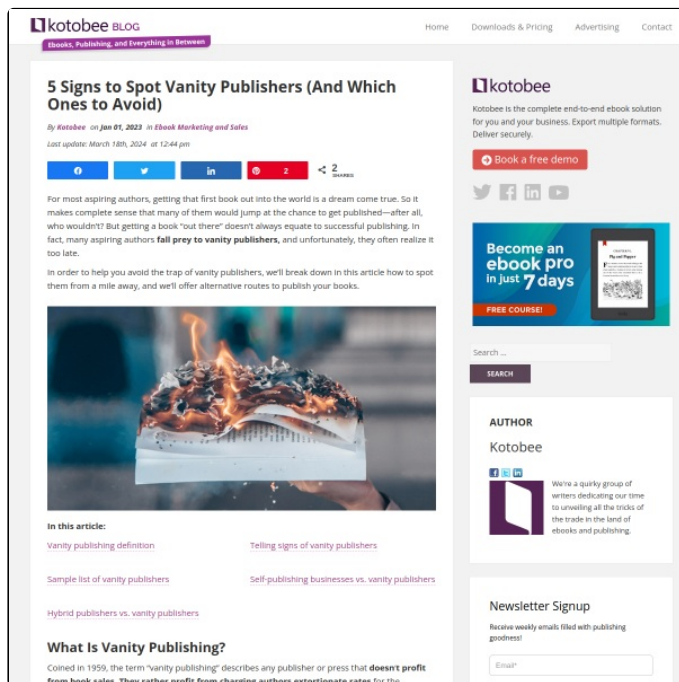 kotobee BLOG
Ebooks, Publishing, and Everything in Between
Home
Downloads & Pricing
Advertising
Contact
5 Signs to Spot Vanity Publishers (And Which
Ones to Avoid)
By Kotobee on Jan 01, 2023 in Ebook Marketing and Sales
Last update: March 18th, 2024 at 12:44 pm
2
2
SHARES
For most aspiring authors, getting that first book out into the world is a dream come true. So it
makes complete sense that many of them would jump at the chance to get published—after all,
who wouldn't? But getting a book "out there" doesn't always equate to successful publishing. In
fact, many aspiring authors fall prey to vanity publishers, and unfortunately, they often realize it
too late.
In order to help you avoid the trap of vanity publishers, we'll break down in this article how to spot
them from a mile away, and we'll offer alternative routes to publish your books.
In this article:
Vanity publishing definition
Telling signs of vanity publishers
Sample list of vanity publishers
Self-publishing businesses vs. vanity publishers
Hybrid publishers vs. vanity publishers
What Is Vanity Publishing?
Coined in 1959, the term "vanity publishing" describes any publisher or press that doesn't profit
from book sales. They rather profit from charging authors extortionate rates for the
kotobee
Kotobee is the complete end-to-end ebook solution
for you and your business. Export multiple formats.
Deliver securely.
Book a free demo
Become an
ebook pro
in just 7 days
FREE COURSE!
Search ...
SEARCH
AUTHOR
Kotobee
We're a quirky group of
writers dedicating our time
to unveiling all the tricks of
the trade in the land of
ebooks and publishing.
Newsletter Signup
Receive weekly emails filled with publishing
goodness!
Email*